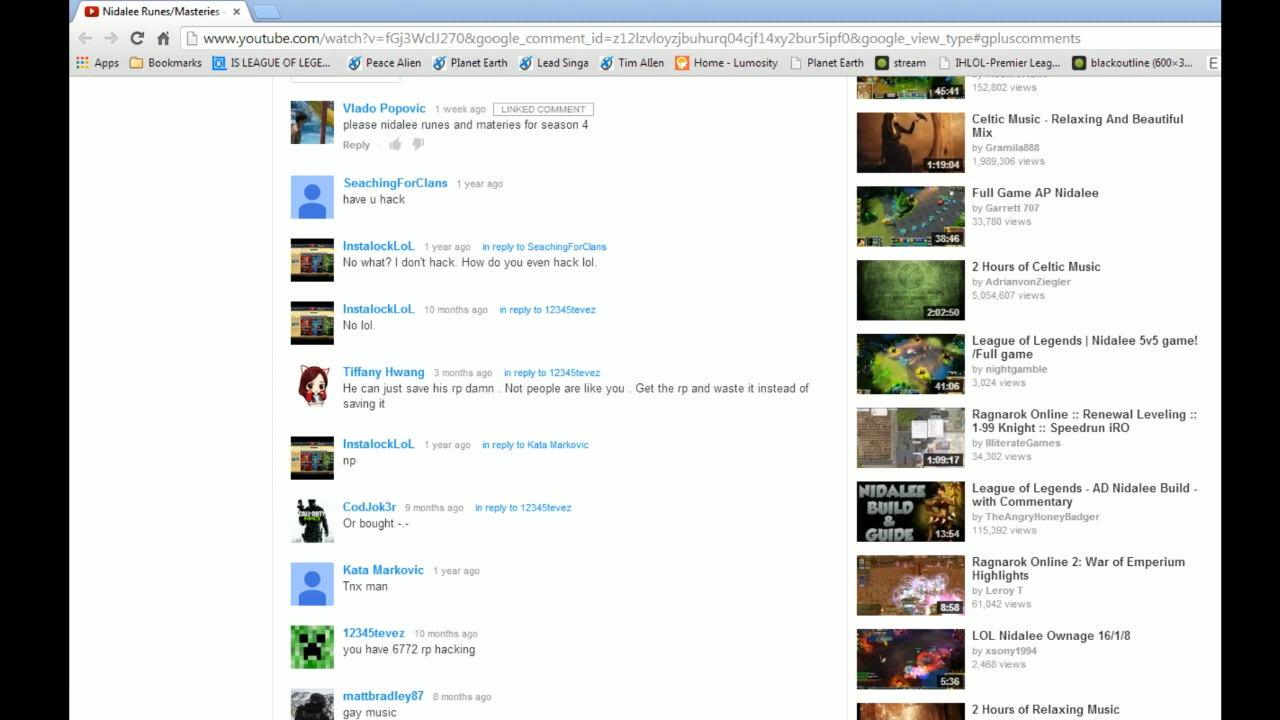 Nidalee Runes/Masteries -
www.youtube.com/watch?v=fGj3WclJ270&google_comment_id=z12lzvloyzjbuhurq04cjf14xy2bur5ipf0&google_view_type#gpluscomments
Apps Bookmarks IS LEAGUE OF LEGE... Peace Alien Planet Earth Lead Singa Tim Allen Home - Lumosity Planet Earth stream IHLOL-Premier Leag... blackoutline (600×3... E
Vlado Popovic 1 week ago LINKED COMMENT
please nidalee runes and materies for season 4
Reply ·
SeachingForClans 1 year ago
have u hack
InstalockLoL 1 year ago in reply to SeachingForClans
No what? I don't hack. How do you even hack lol.
InstalockLoL 10 months ago in reply to 12345tevez
No lol.
Tiffany Hwang 3 months ago in reply to 12345tevez
He can just save his rp damn . Not people are like you . Get the rp and waste it instead of
saving it
InstalockLoL 1 year ago in reply to Kata Markovic
np
CALL OF DUTY
MW3
CodJok3r 9 months ago in reply to 12345tevez
Or bought -.-
Kata Markovic 1 year ago
Tnx man
12345tevez 10 months ago
you have 6772 rp hacking
mattbradley87 8 months ago
gay music
45:41
152,802 views
1:19:04
Celtic Music - Relaxing And Beautiful
Mix
by Gramila888
1,989,306 views
38:46
Full Game AP Nidalee
by Garrett 707
33,780 views
2:02:50
2 Hours of Celtic Music
by AdrianvonZiegler
5,054,607 views
41:06
League of Legends | Nidalee 5v5 game!
/Full game
by nightgamble
3,024 views
1:09:17
Ragnarok Online :: Renewal Leveling ::
1-99 Knight :: Speedrun iRO
by IlliterateGames
34,302 views
NIDALEE
BUILD
&
GUIDE
13:54
League of Legends - AD Nidalee Build -
with Commentary
by TheAngryHoneyBadger
115,392 views
8:58
Ragnarok Online 2: War of Emperium
Highlights
by Leroy T
61,042 views
5:36
LOL Nidalee Ownage 16/1/8
by xsony1994
2,468 views
2 Hours of Relaxing Music